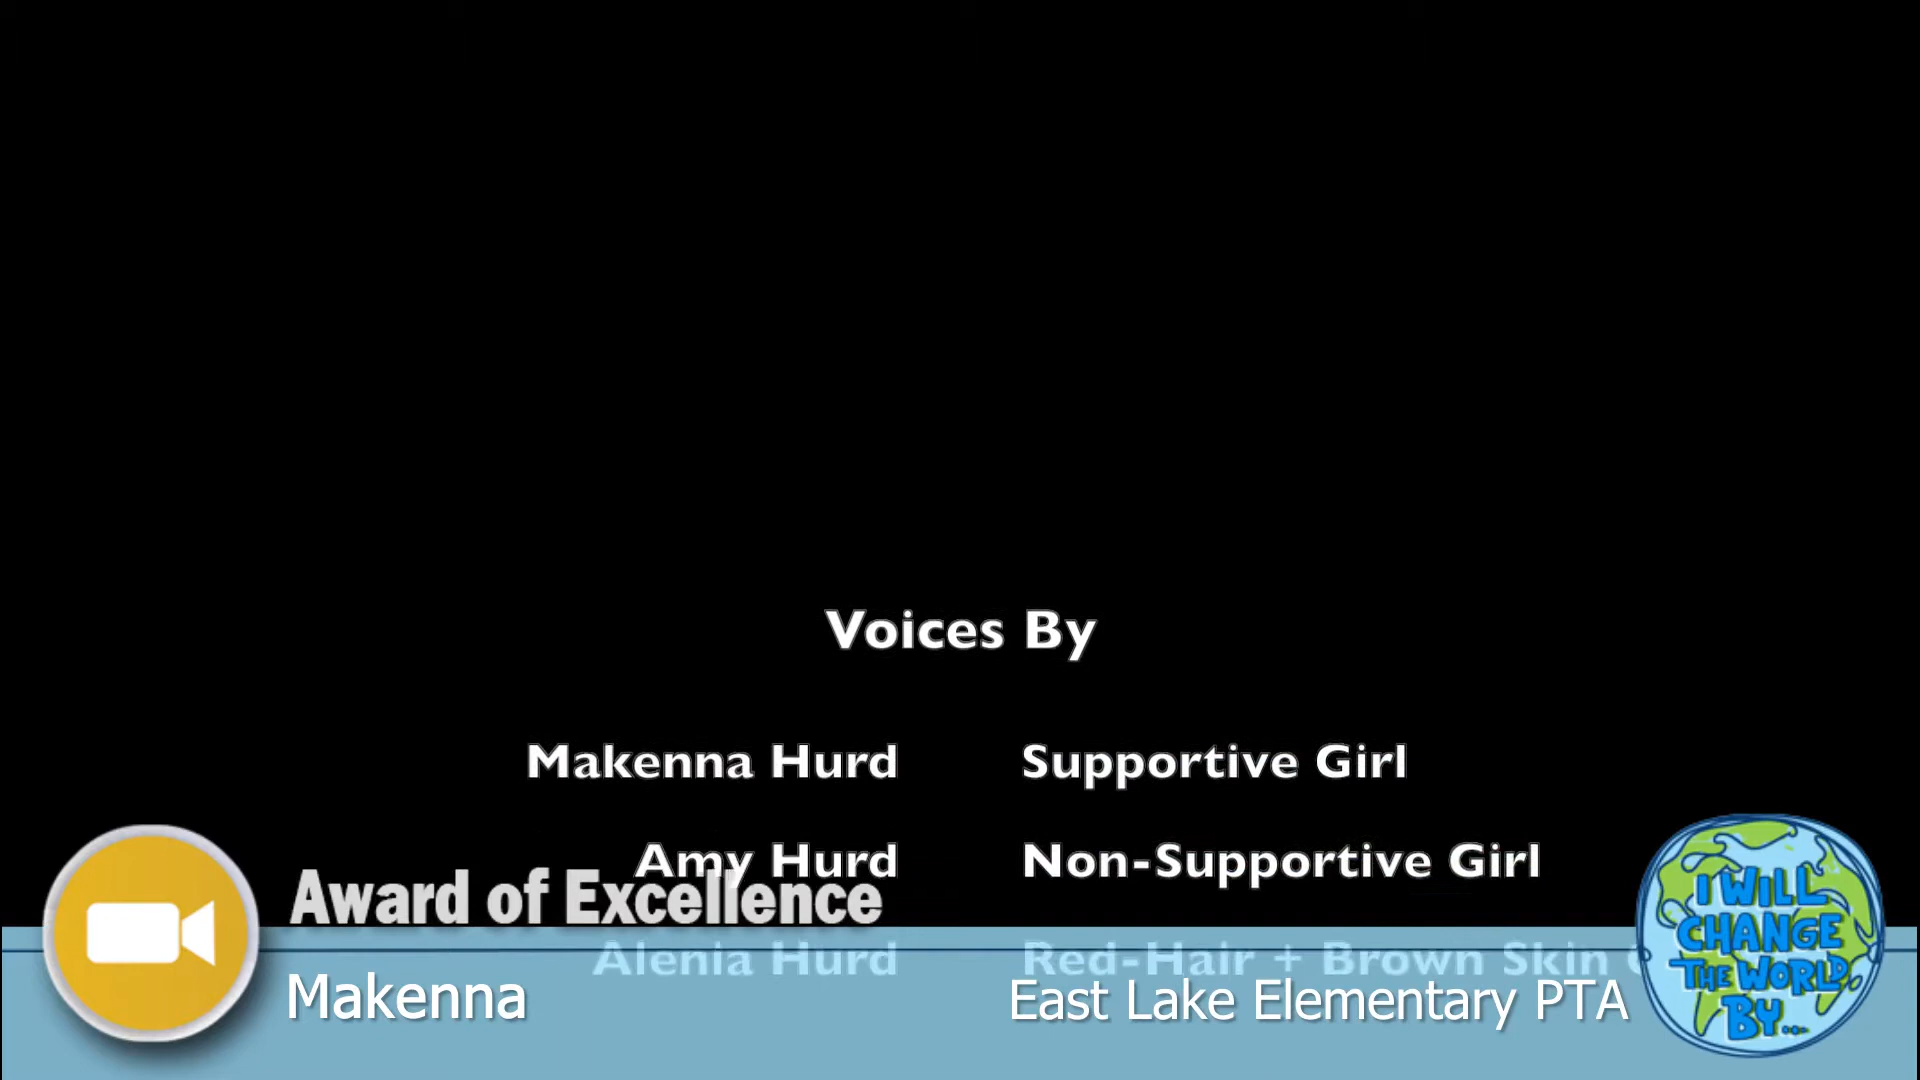 Voices By
Makenna Hurd Supportive Girl
Amy Hurd Non-Supportive Girl
Award of Excellence
Alenia Hurd Red-Hair + Brown Skin
Makenna
East Lake Elementary PTA
I WILL
CHANGE
THE WORLD
BY...